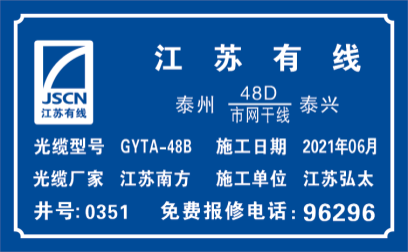 JSCN
江苏有线
江苏有线
泰州 48D 泰兴
市网干线
光缆型号 GYTA-48B 施工日期 2021年06月
光缆厂家 江苏南方 施工单位 江苏弘太
井号:0351 免费报修电话:96296